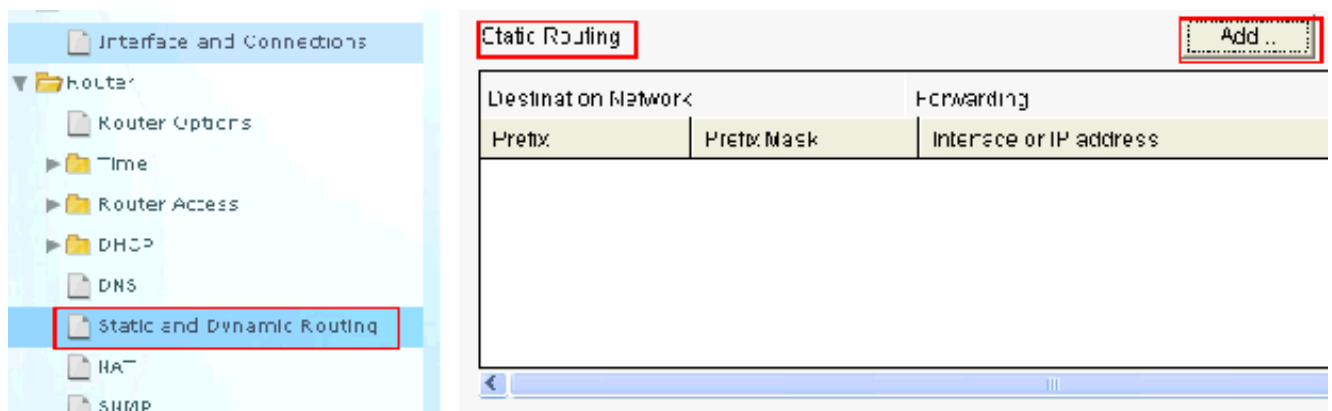 Interface and Connections
Router
Router Options
Time
Router Access
DHCP
DNS
Static and Dynamic Routing
NAT
SNMP
Static Routing
Add ...
Destination Network
Forwarding
Prefix
Prefix Mask
Interface or IP address